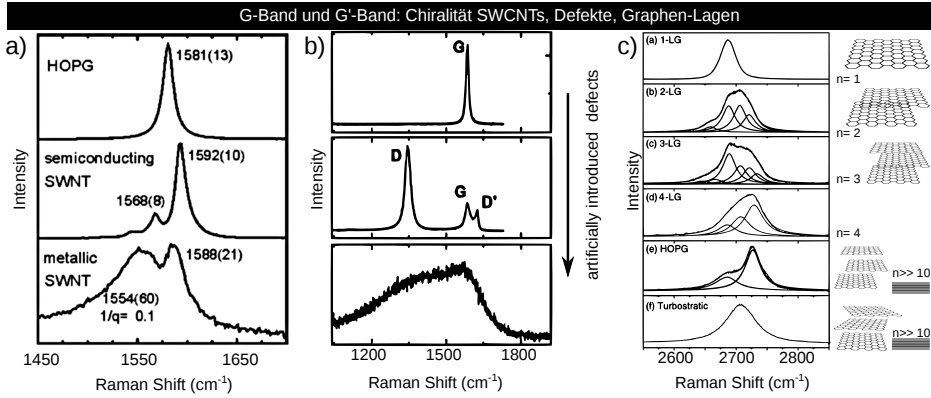 G-Band und G'-Band: Chiralität SWCNTs, Defekte, Graphen-Lagen
a)
HOPG
1581(13)
semiconducting
SWNT
1592(10)
1568(8)
metallic
SWNT
1588(21)
1554(60)
1/q= 0.1
Intensity
1450
1550
1650
Raman Shift (cm-1)
b)
G
D
G
D'
Intensity
1200
1500
1800
Raman Shift (cm-1)
artificially introduced defects
c)
(a) 1-LG
n= 1
(b) 2-LG
n= 2
(c) 3-LG
n= 3
(d) 4-LG
n= 4
(e) HOPG
n>> 10
(f) Turbostratic
n>> 10
Intensity
2600
2700
2800
Raman Shift (cm-1)